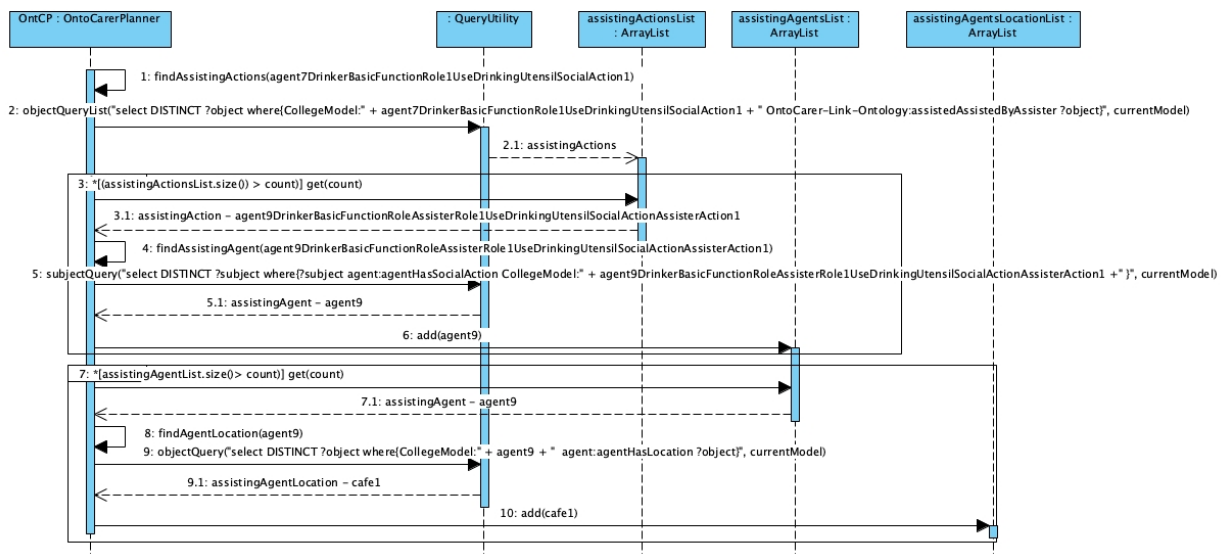 OntCP : OntoCarerPlanner
: QueryUtility
assistingActionsList
: ArrayList
assistingAgentsList :
ArrayList
assistingAgentsLocationList :
ArrayList
1: findAssistingActions(agent7DrinkerBasicFunctionRole1UseDrinkingUtensilSocialAction1)
2: objectQueryList("select DISTINCT ?object where{CollegeModel:" + agent7DrinkerBasicFunctionRole1UseDrinkingUtensilSocialAction1 + " OntoCarer-Link-Ontology:assistedAssistedByAssister ?object}", currentModel)
2.1: assistingActions
3: *[(assistingActionsList.size()) > count)] get(count)
3.1: assistingAction - agent9DrinkerBasicFunctionRoleAssisterRole1UseDrinkingUtensilSocialActionAssisterAction1
4: findAssistingAgent(agent9DrinkerBasicFunctionRoleAssisterRole1UseDrinkingUtensilSocialActionAssisterAction1)
5: subjectQuery("select DISTINCT ?subject where{?subject agent:agentHasSocialAction CollegeModel:" + agent9DrinkerBasicFunctionRoleAssisterRole1UseDrinkingUtensilSocialActionAssisterAction1 +" }", currentModel)
5.1: assistingAgent - agent9
6: add(agent9)
7: *[assistingAgentList.size()> count)] get(count)
7.1: assistingAgent - agent9
8: findAgentLocation(agent9)
9: objectQuery("select DISTINCT ?object where{CollegeModel:" + agent9 + "  agent:agentHasLocation ?object}", currentModel)
9.1: assistingAgentLocation - cafe1
10: add(cafe1)